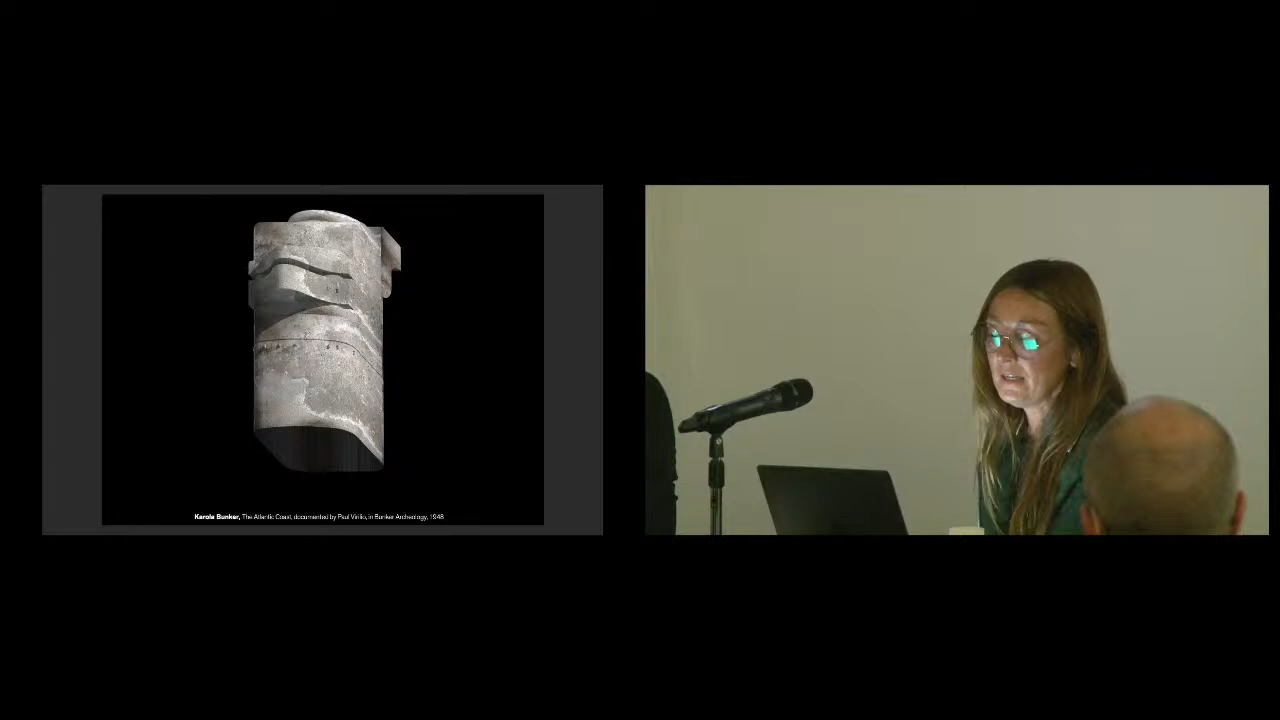 Karola Bunker, The Atlantic Coast, documented by Paul Virilio, in Bunker Archeology, 1948